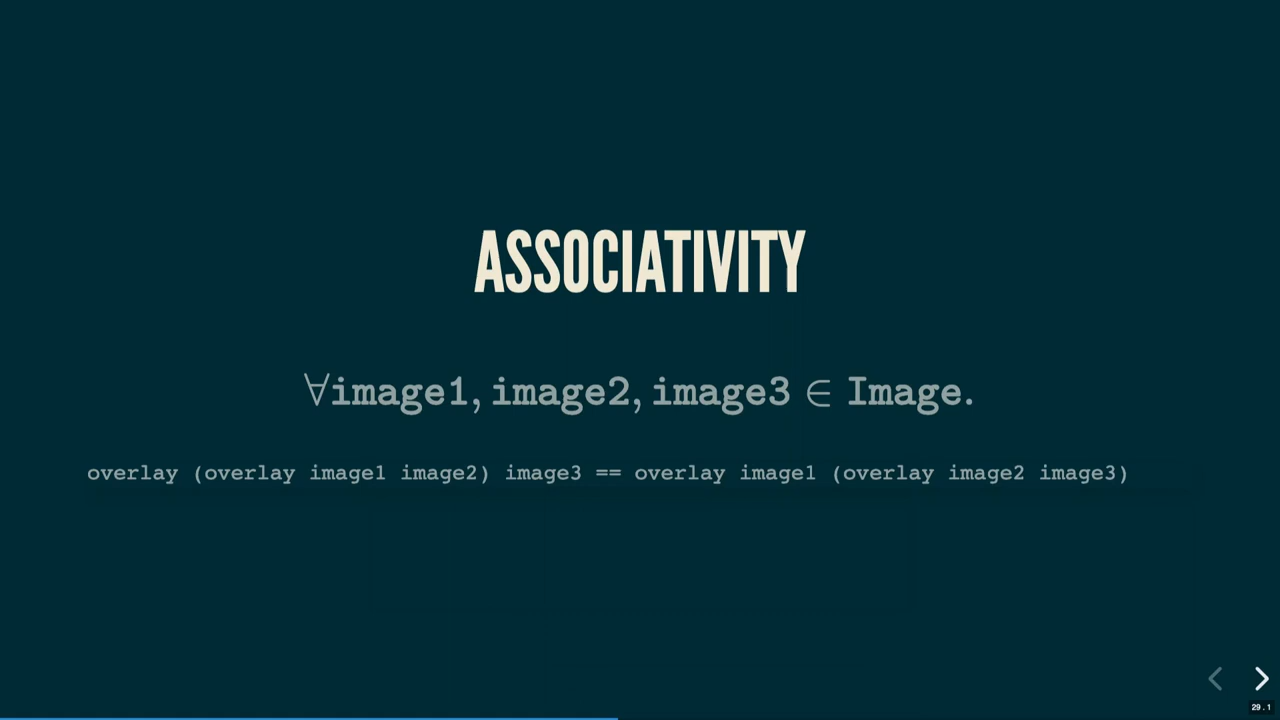 ASSOCIATIVITY
∀image1, image2, image3 ∈ Image.
overlay (overlay image1 image2) image3 == overlay image1 (overlay image2 image3)
29.1